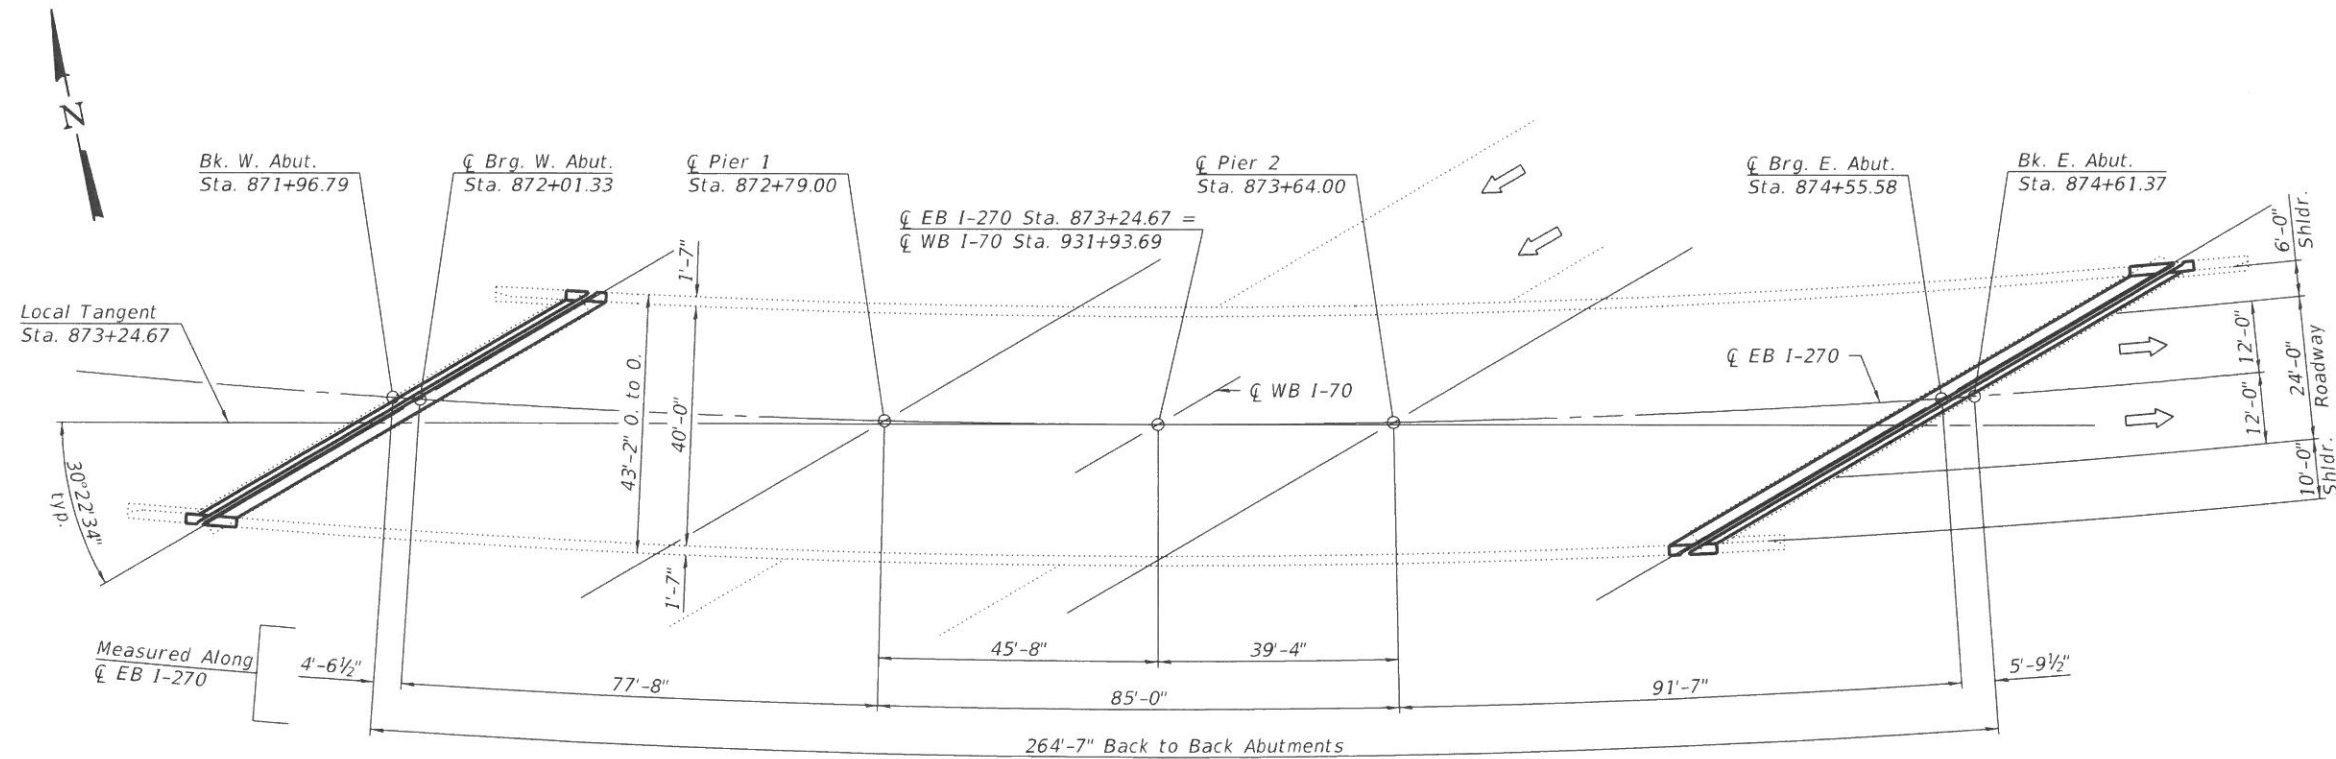 N
Bk. W. Abut.
Sta. 871+96.79
℄ Brg. W. Abut.
Sta. 872+01.33
℄ Pier 1
Sta. 872+79.00
℄ EB I-270 Sta. 873+24.67 =
℄ WB I-70 Sta. 931+93.69
℄ Pier 2
Sta. 873+64.00
℄ Brg. E. Abut.
Sta. 874+55.58
Bk. E. Abut.
Sta. 874+61.37
Local Tangent
Sta. 873+24.67
1'-7"
43'-2" O. to O.
40'-0"
1'-7"
℄ WB I-70
℄ EB I-270
6'-0"
Shldr.
12'-0"
24'-0"
Roadway
12'-0"
10'-0"
Shldr.
30°22'34"
typ.
Measured Along
℄ EB I-270
4'-6½"
77'-8"
45'-8"
39'-4"
85'-0"
91'-7"
5'-9½"
264'-7" Back to Back Abutments